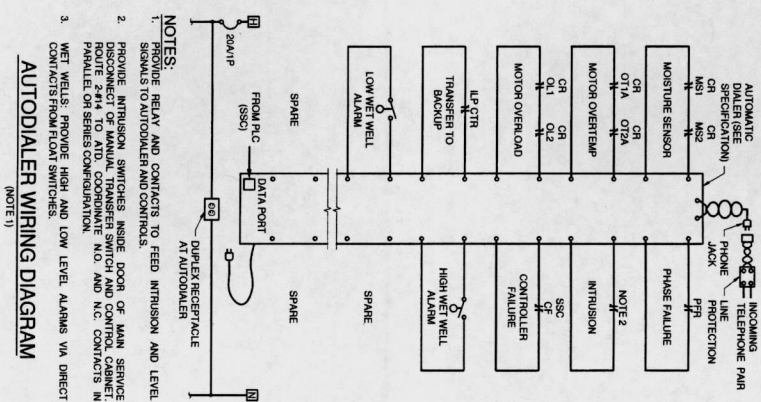 INCOMING
TELEPHONE PAIR
LINE
PROTECTION
PHONE
JACK
AUTOMATIC
DIALER (SEE
SPECIFICATION)
CR CR
MS1 MS2
MOISTURE SENSOR
PFR
PHASE FAILURE
CR CR
OT1A OT2A
MOTOR OVERTEMP
NOTE 2
INTRUSION
CR CR
OL1 OL2
MOTOR OVERLOAD
SSC
CF
CONTROLLER
FAILURE
ILP CTR
TRANSFER TO
BACKUP
HIGH WET WELL
ALARM
LOW WET WELL
ALARM
SPARE
SPARE
SPARE
FROM PLC
(SSC)
DATA PORT
H
20A/1P
DUPLEX RECEPTACLE
AT AUTODIALER
N
NOTES:
1. PROVIDE RELAY AND CONTACTS TO FEED INTRUSION AND LEVEL
SIGNALS TO AUTODIALER AND CONTROLS.
2. PROVIDE INTRUSION SWITCHES INSIDE DOOR OF MAIN SERVICE
DISCONNECT OF MANUAL TRANSFER SWITCH AND CONTROL CABINET.
ROUTE 2-#14 TO ATD. COORDINATE N.O. AND N.C. CONTACTS IN
PARALLEL OR SERIES CONFIGURATION.
3. WET WELLS: PROVIDE HIGH AND LOW LEVEL ALARMS VIA DIRECT
CONTACTS FROM FLOAT SWITCHES.
AUTODIALER WIRING DIAGRAM
(NOTE 1)